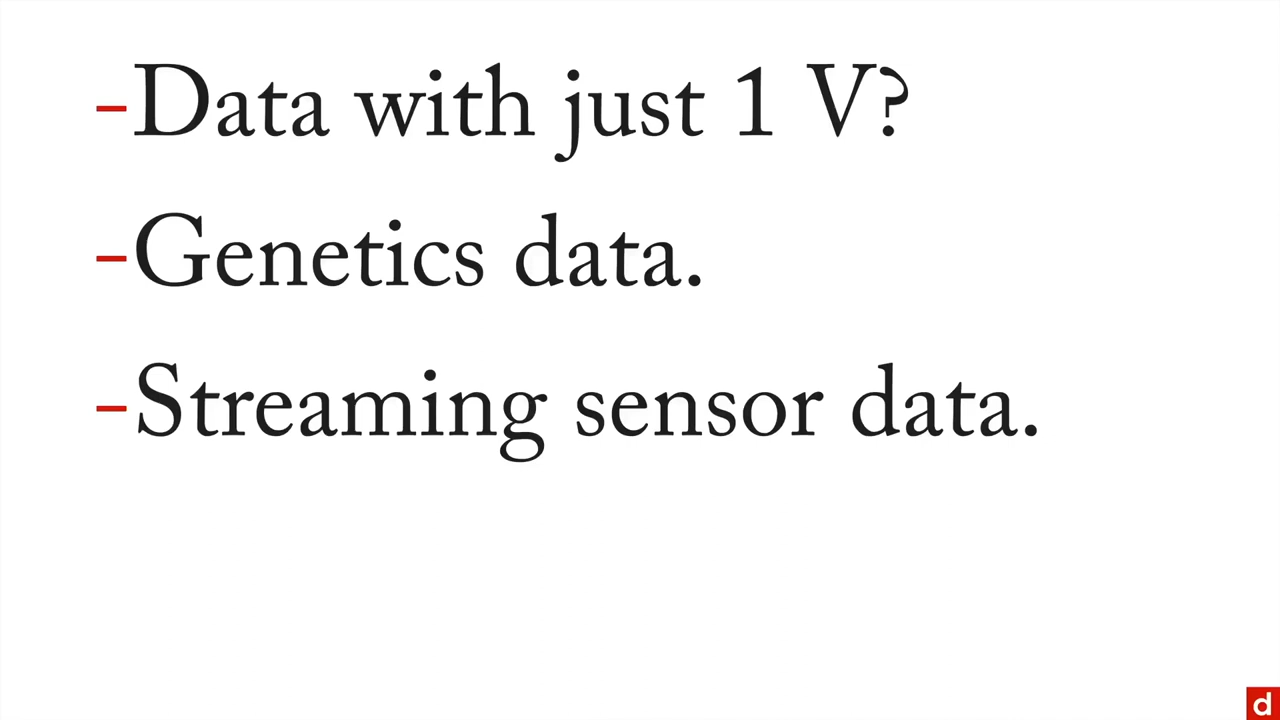 -Data with just 1 V?
-Genetics data.
-Streaming sensor data.
d